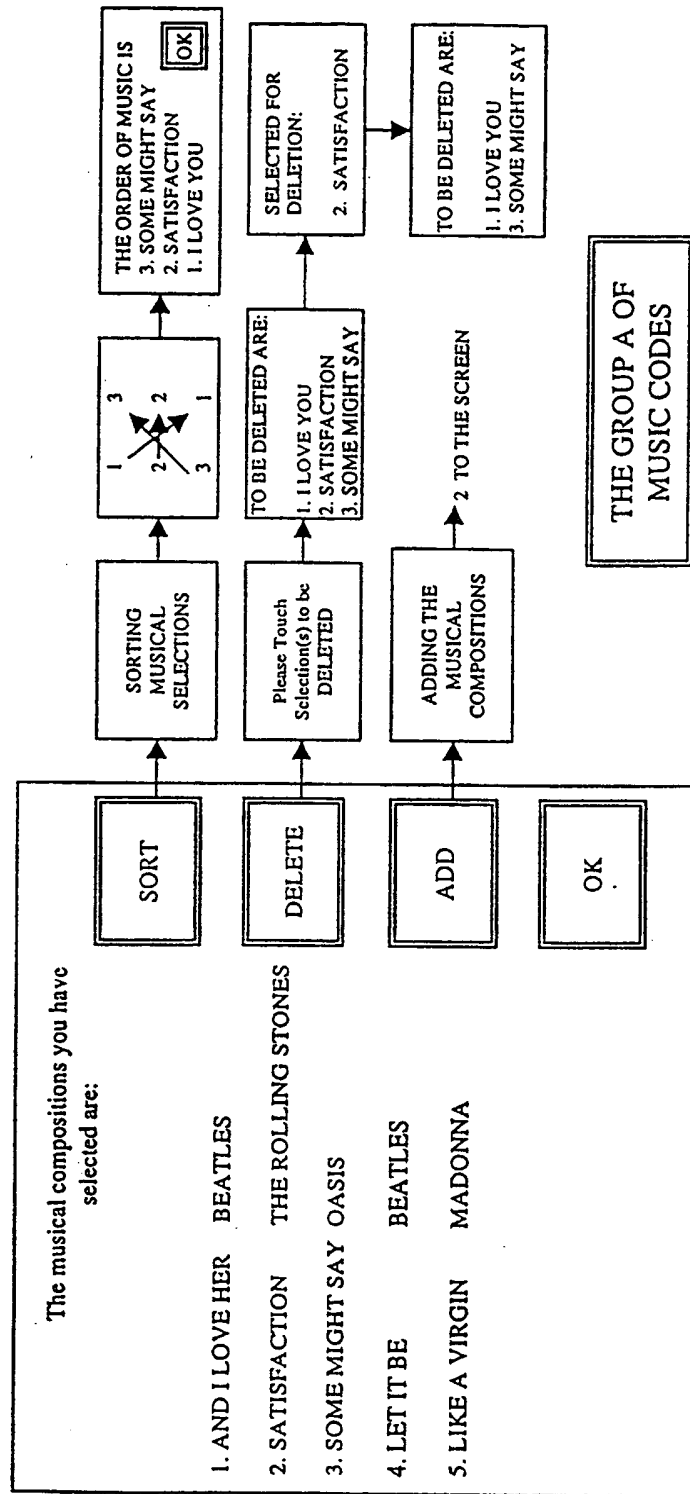 The musical compositions you have
selected are:
1. AND I LOVE HER BEATLES
2. SATISFACTION THE ROLLING STONES
3. SOME MIGHT SAY OASIS
4. LET IT BE BEATLES
5. LIKE A VIRGIN MADONNA
SORT
DELETE
ADD
OK
SORTING
MUSICAL
SELECTIONS
1 3
2 2
3 1
THE ORDER OF MUSIC IS
3. SOME MIGHT SAY
2. SATISFACTION
1. I LOVE YOU
OK
Please Touch
Selection(s) to be
DELETED
TO BE DELETED ARE:
1. I LOVE YOU
2. SATISFACTION
3. SOME MIGHT SAY
SELECTED FOR
DELETION:
2. SATISFACTION
TO BE DELETED ARE:
1. I LOVE YOU
3. SOME MIGHT SAY
ADDING THE
MUSICAL
COMPOSITIONS
2 TO THE SCREEN
THE GROUP A OF
MUSIC CODES